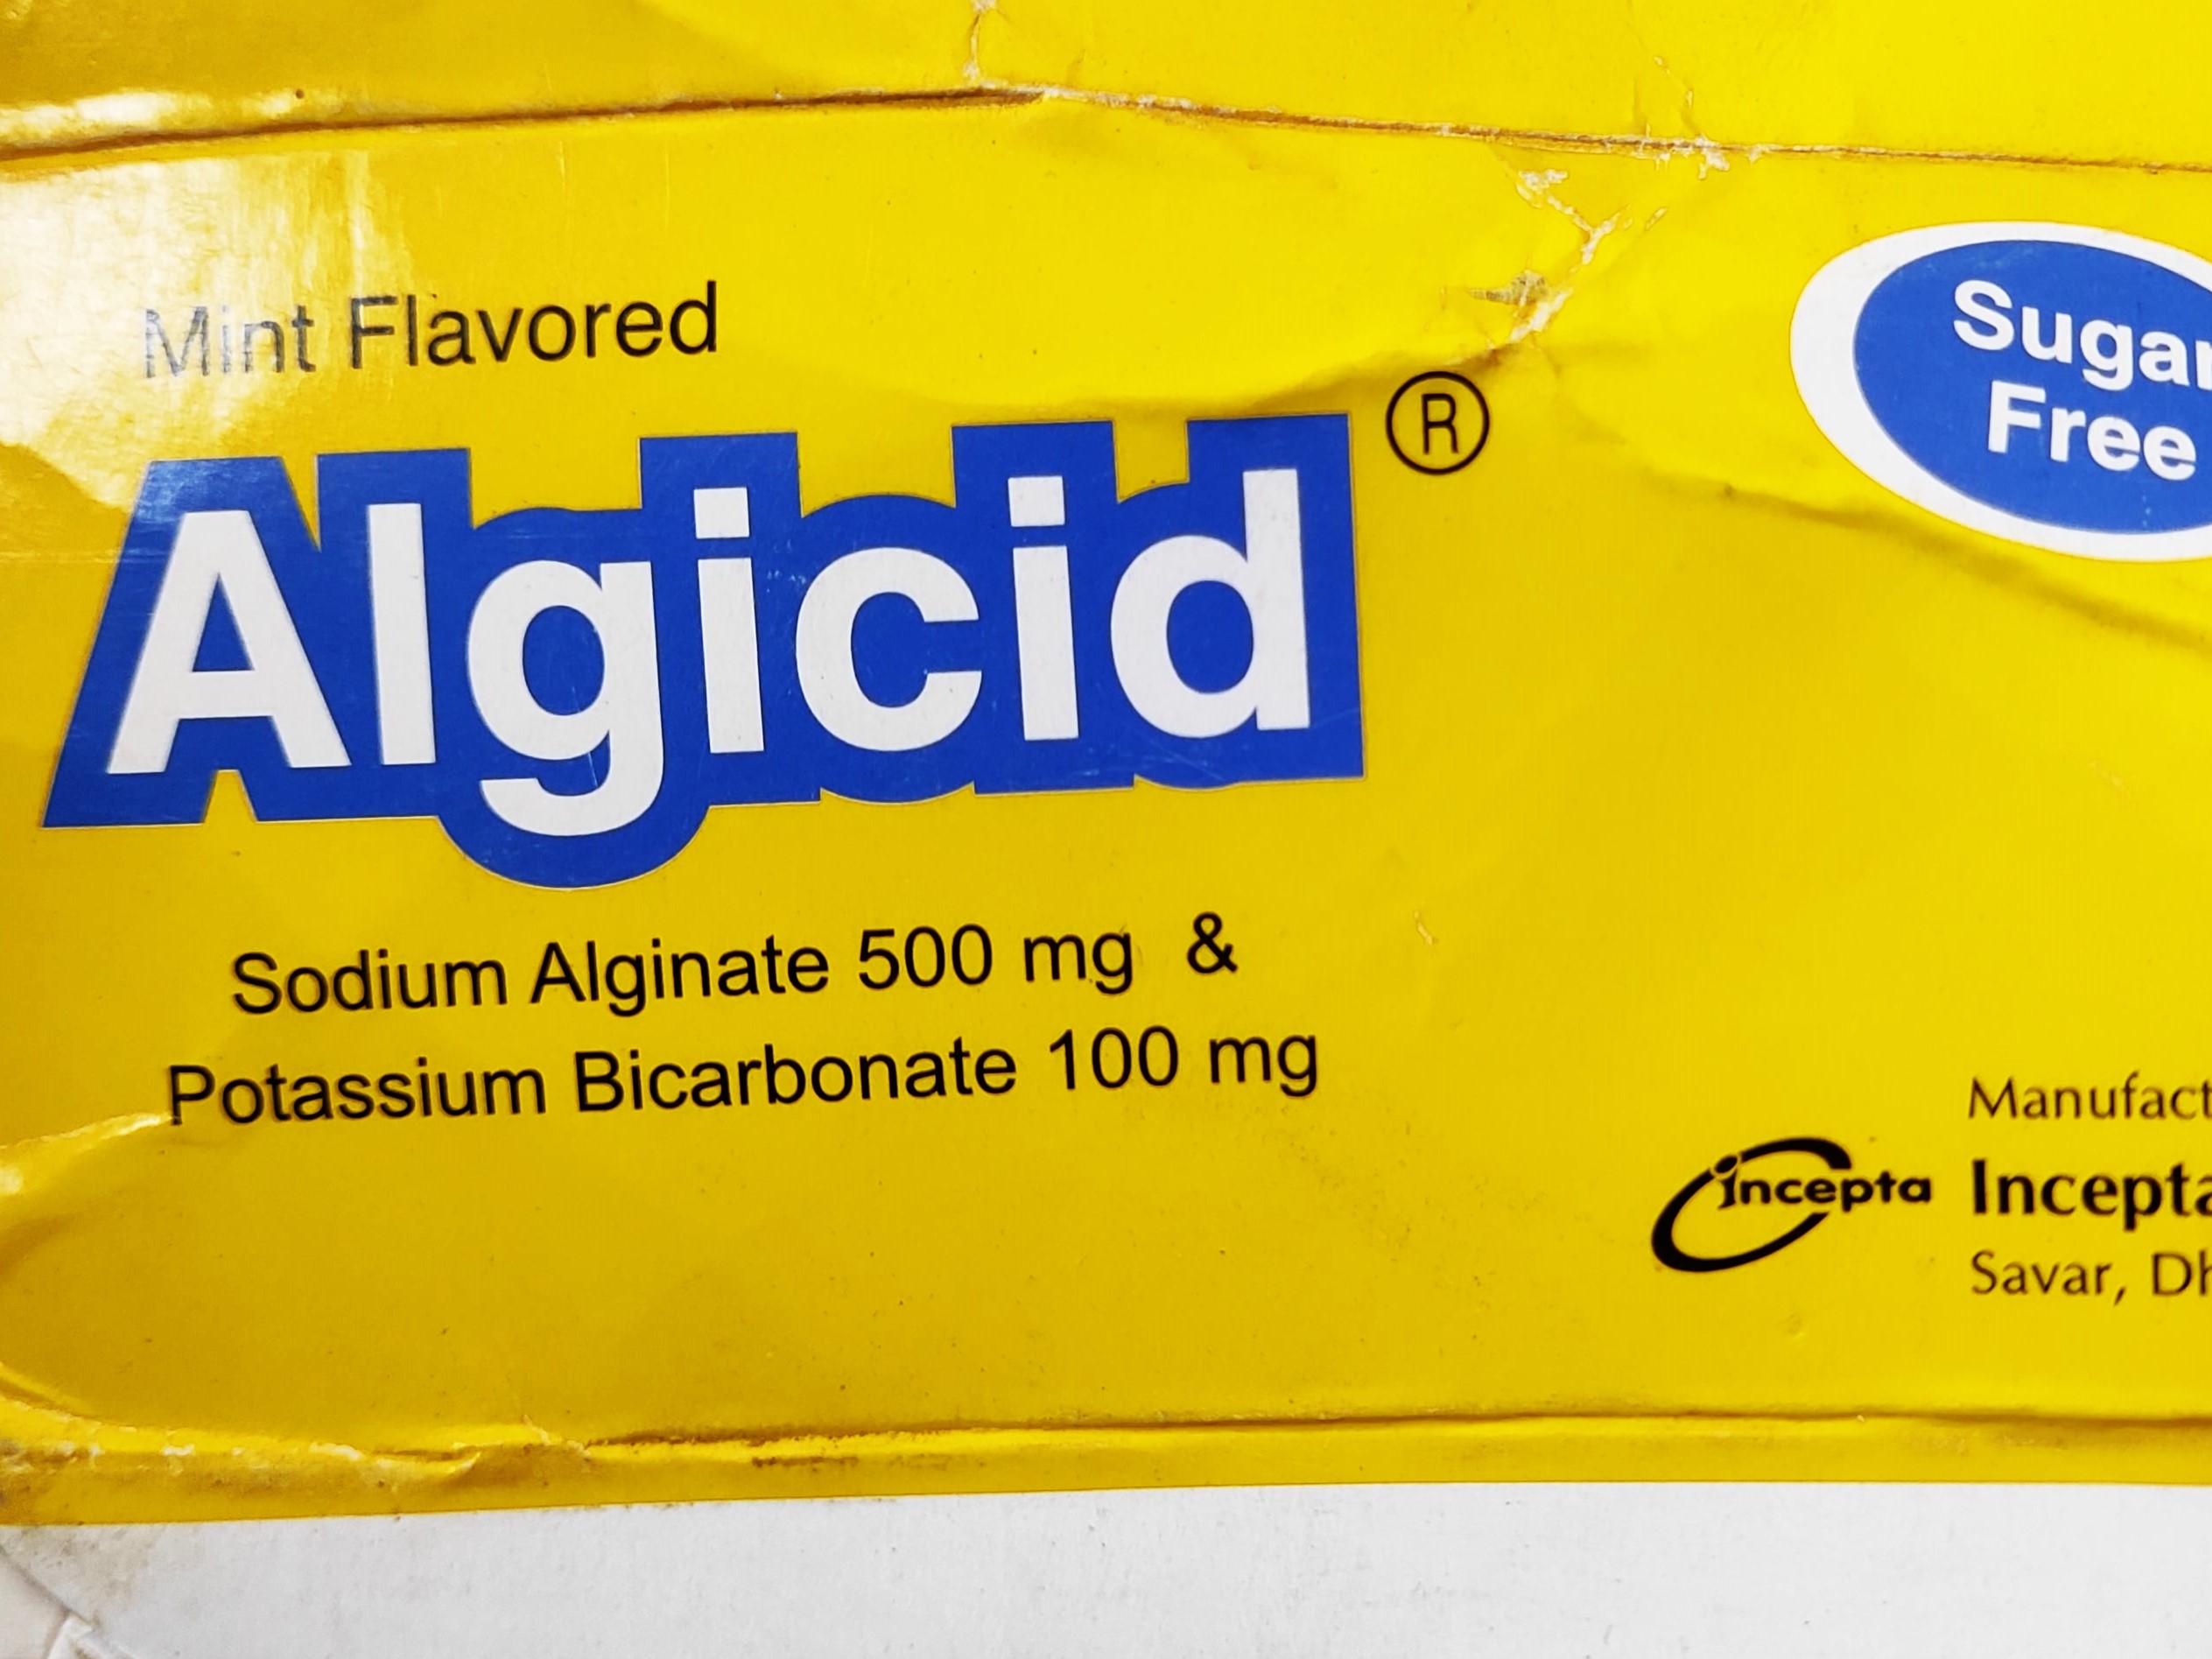 Mint Flavored
Algicid ®
Sugar
Free
Sodium Alginate 500 mg &
Potassium Bicarbonate 100 mg
Manufact
incepta
Incepta
Savar, Dh